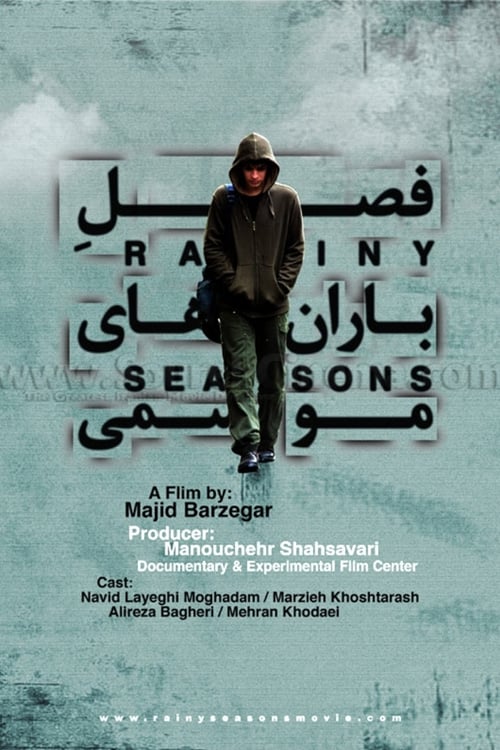 فصلِ
RAINY
باران های
SEASONS
موسمی
A Film by:
Majid Barzegar
Producer:
Manouchehr Shahsavari
Documentary & Experimental Film Center
Cast:
Navid Layeghi Moghadam / Marzieh Khoshtarash
Alireza Bagheri / Mehran Khodaei
www.rainyseasonsmovie.com